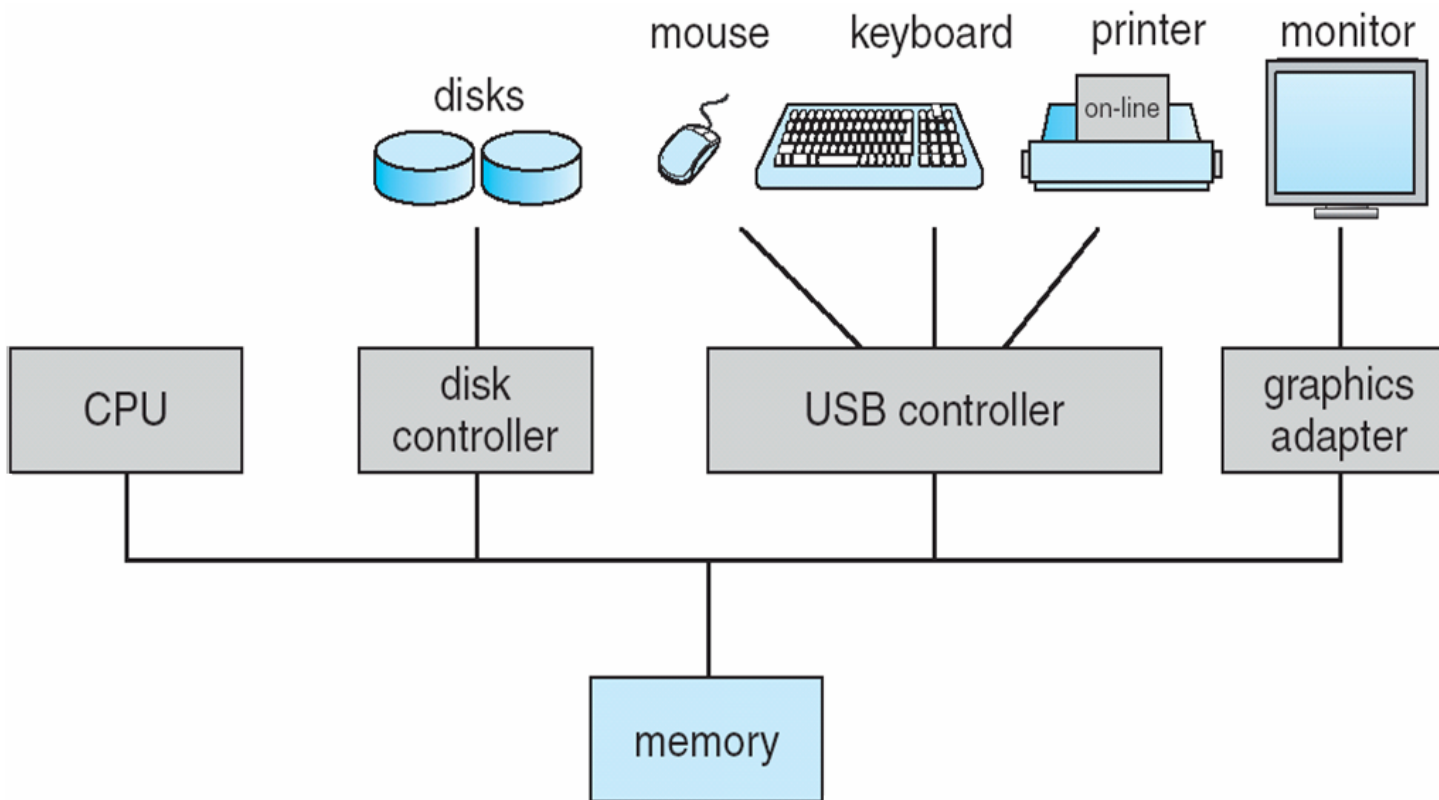 mouse
keyboard
printer
monitor
disks
on-line
CPU
disk
controller
USB controller
graphics
adapter
memory